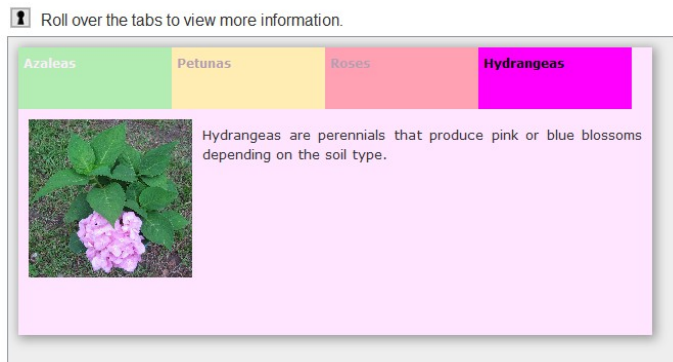 Roll over the tabs to view more information.
Azaleas Petunas Roses Hydrangeas
Hydrangeas are perennials that produce pink or blue blossoms
depending on the soil type.